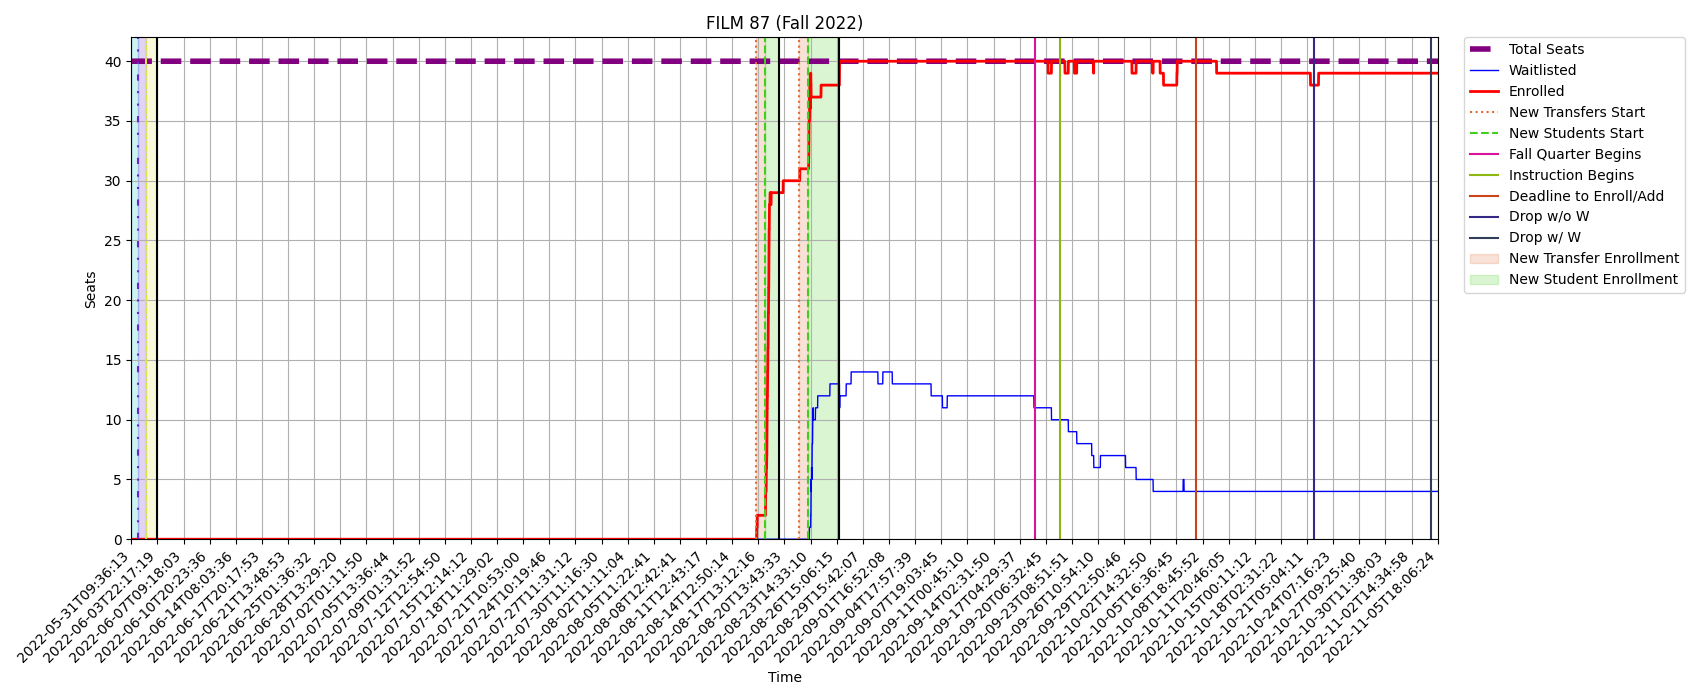 FILM 87 (Fall 2022)
Seats
40
35
30
25
20
15
10
5
0
2022-05-31T09:36:13
2022-06-03T22:17:19
2022-06-07T09:18:03
2022-06-10T20:23:36
2022-06-14T08:03:36
2022-06-17T20:17:53
2022-06-21T13:48:53
2022-06-25T01:36:32
2022-06-28T13:29:20
2022-07-02T01:11:50
2022-07-05T13:36:44
2022-07-09T01:31:52
2022-07-12T12:54:50
2022-07-14T14:12:12
2022-07-18T11:29:02
2022-07-21T10:53:00
2022-07-24T10:19:46
2022-07-27T11:31:12
2022-07-30T11:16:30
2022-08-02T11:11:04
2022-08-05T11:22:41
2022-08-08T12:42:41
2022-08-11T12:43:17
2022-08-14T12:50:14
2022-08-17T13:12:16
2022-08-20T13:43:33
2022-08-23T14:33:10
2022-08-26T15:06:15
2022-08-29T15:42:07
2022-09-01T16:52:08
2022-09-04T17:57:39
2022-09-07T19:03:45
2022-09-11T00:45:10
2022-09-14T02:31:50
2022-09-17T04:29:37
2022-09-20T06:32:45
2022-09-23T08:51:51
2022-09-26T10:54:10
2022-09-29T12:50:46
2022-10-02T14:32:50
2022-10-05T16:36:45
2022-10-08T18:45:52
2022-10-11T20:46:05
2022-10-15T00:11:12
2022-10-18T02:31:22
2022-10-21T05:04:11
2022-10-24T07:16:23
2022-10-27T09:25:40
2022-10-30T11:38:03
2022-11-02T14:34:58
2022-11-05T18:06:24
Time
Total Seats
Waitlisted
Enrolled
New Transfers Start
New Students Start
Fall Quarter Begins
Instruction Begins
Deadline to Enroll/Add
Drop w/o W
Drop w/ W
New Transfer Enrollment
New Student Enrollment